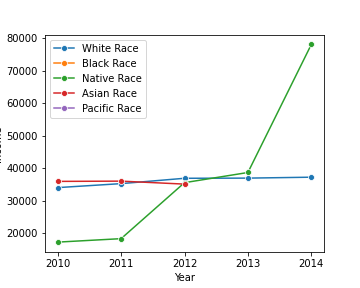 80000
70000
60000
50000
40000
30000
20000
White Race
Black Race
Native Race
Asian Race
Pacific Race
2010 2011 2012 2013 2014
Year